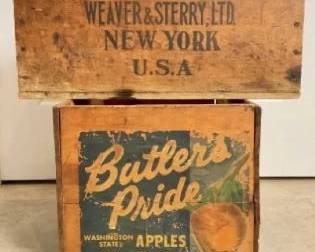 WEAVER & STERRY, LTD.
NEW YORK
U.S.A
Butler's
Pride
WASHINGTON
STATE
APPLES